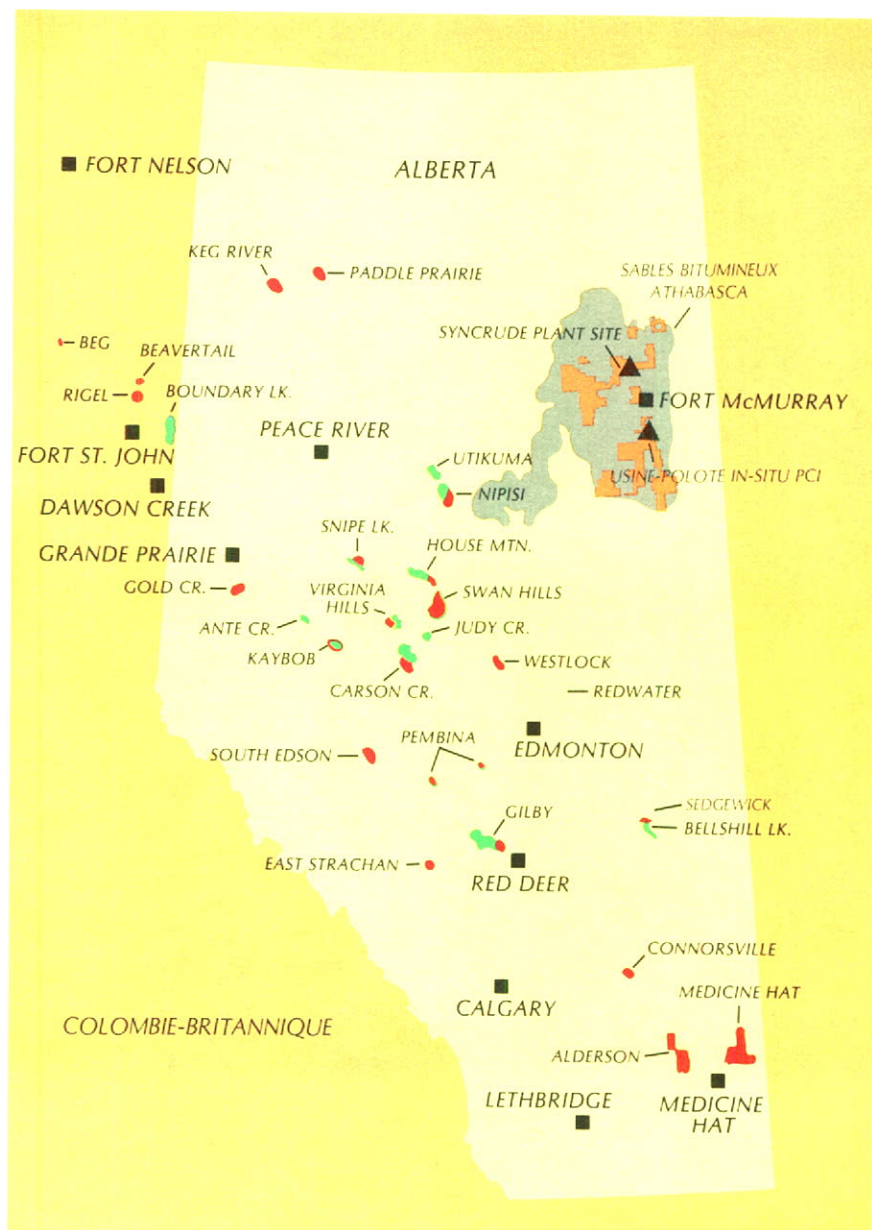 FORT NELSON
ALBERTA
KEG RIVER
PADDLE PRAIRIE
SABLES BITUMINEUX
ATHABASCA
SYNCRUDE PLANT SITE
BEG
BEAVERTAIL
RIGEL
BOUNDARY LK.
FORT McMURRAY
FORT ST. JOHN
PEACE RIVER
UTIKUMA
USINE-POLOTE IN-SITU PCI
DAWSON CREEK
NIPISI
SNIPE LK.
HOUSE MTN.
GRANDE PRAIRIE
GOLD CR.
VIRGINIA
HILLS
SWAN HILLS
ANTE CR.
JUDY CR.
KAYBOB
WESTLOCK
CARSON CR.
REDWATER
SOUTH EDSON
PEMBINA
EDMONTON
SEDGEWICK
GILBY
BELLSHILL LK.
EAST STRACHAN
RED DEER
CONNORSVILLE
CALGARY
MEDICINE HAT
COLOMBIE-BRITANNIQUE
ALDERSON
LETHBRIDGE
MEDICINE
HAT